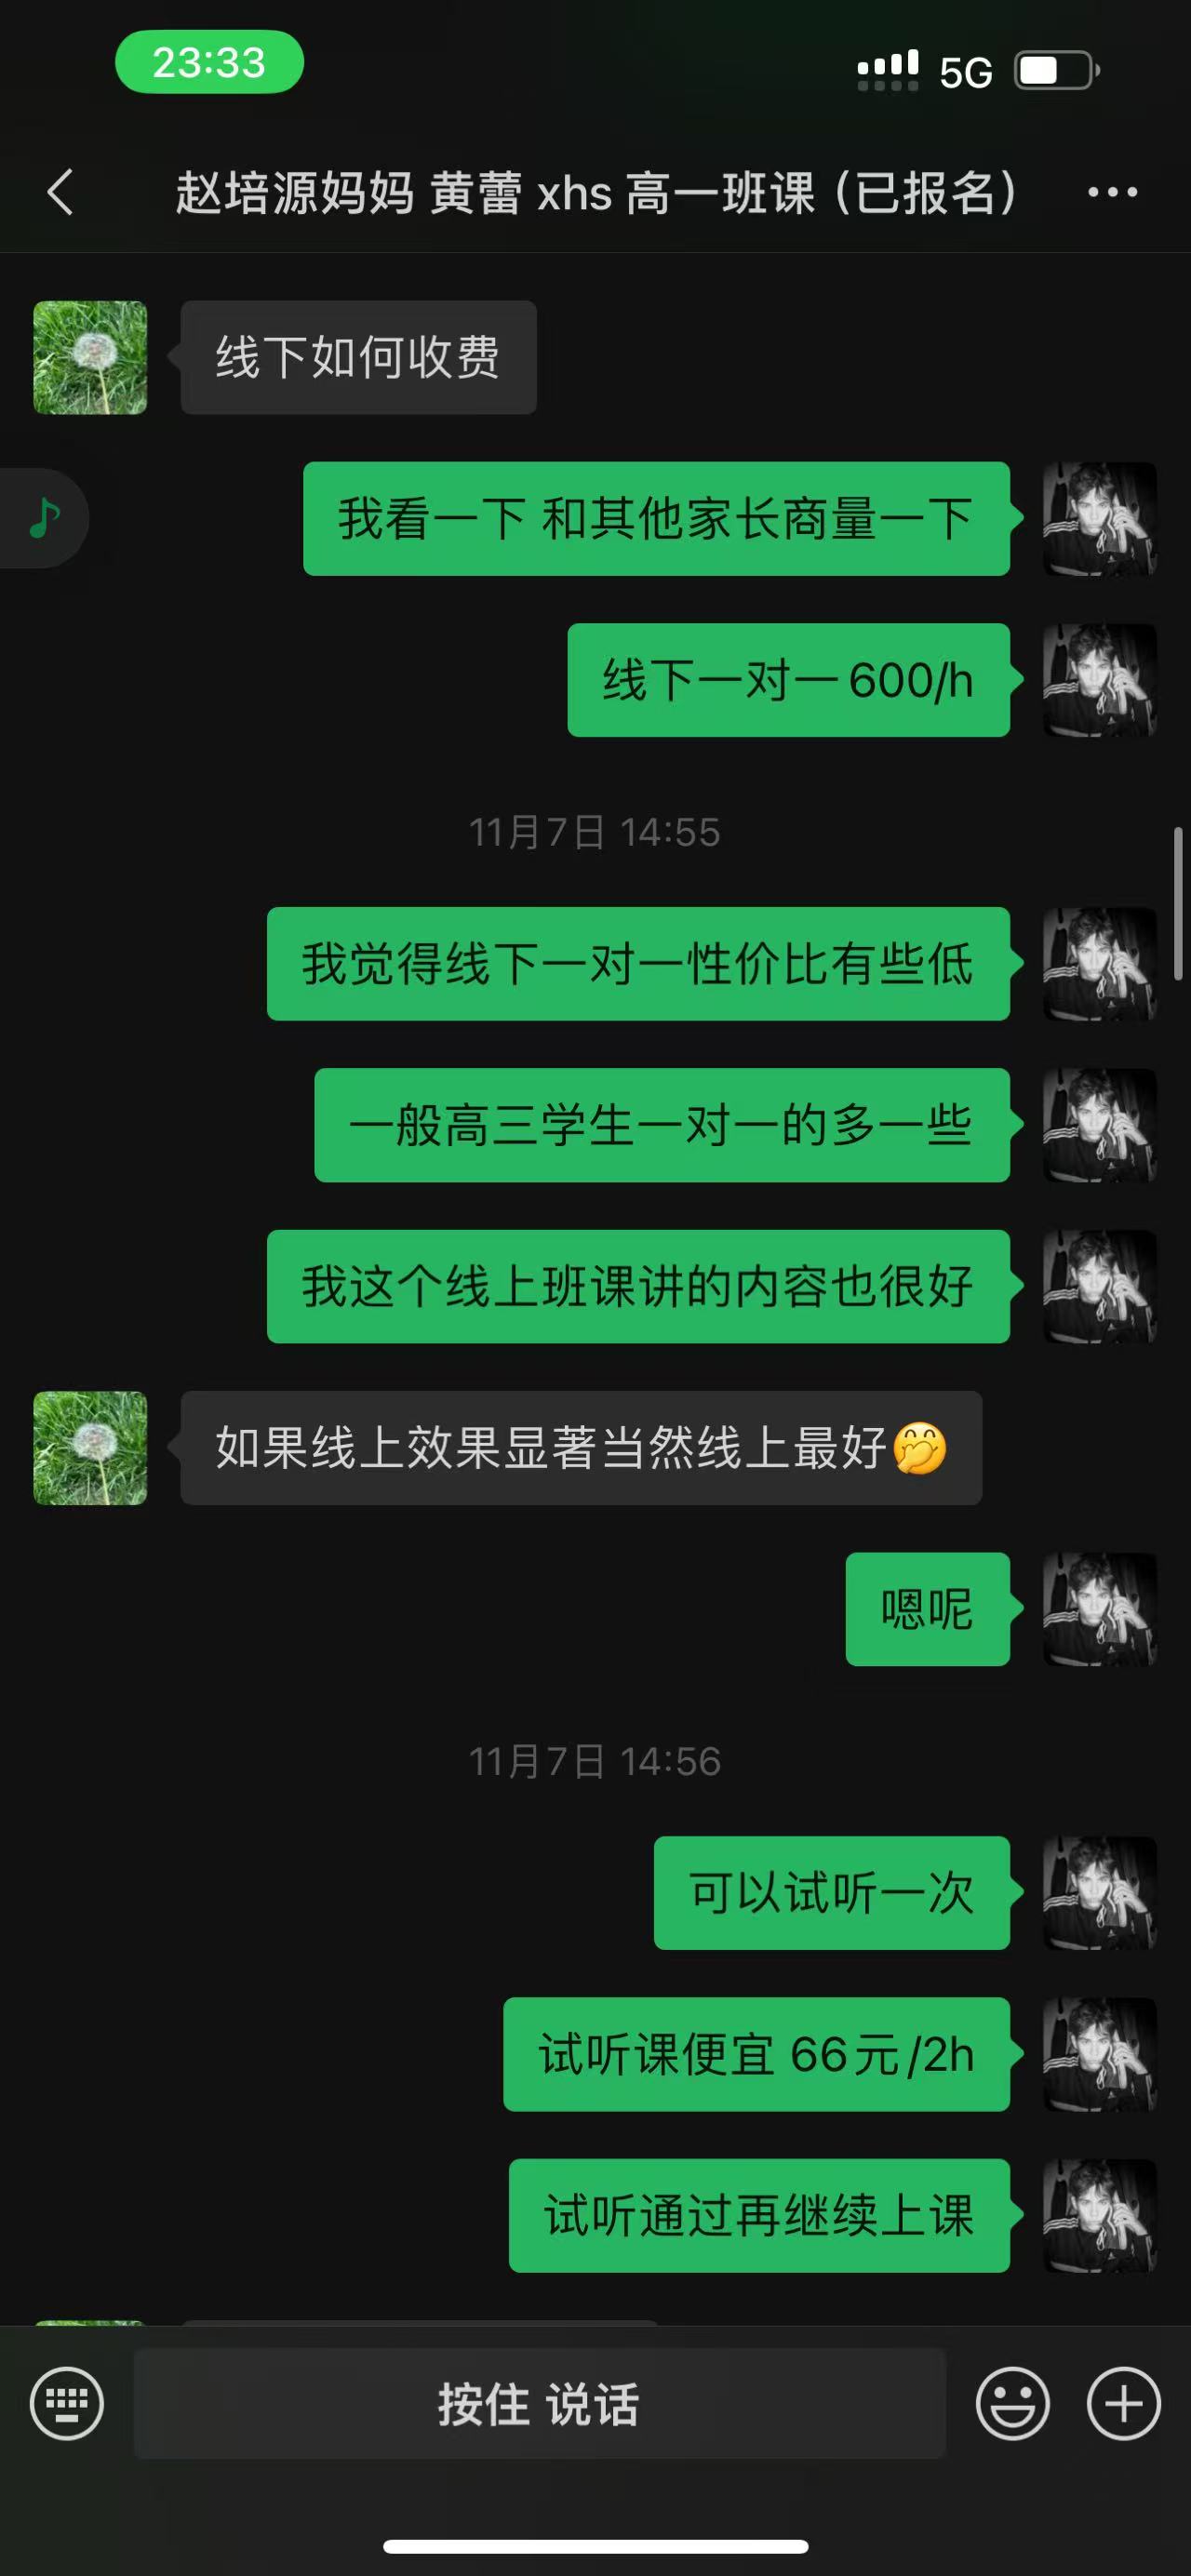 23:33
5G
赵培源妈妈 黄蕾 xhs 高一班课（已报名）
线下如何收费
我看一下 和其他家长商量一下
线下一对一 600/h
11月7日 14:55
我觉得线下一对一性价比有些低
一般高三学生一对一的多一些
我这个线上班课讲的内容也很好
如果线上效果显著当然线上最好🤭
嗯呢
11月7日 14:56
可以试听一次
试听课便宜 66元/2h
试听通过再继续上课
按住 说话